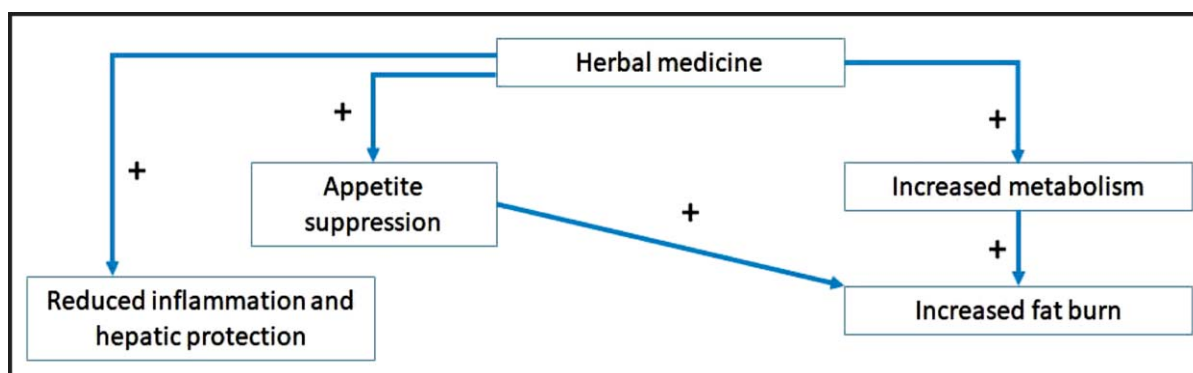 Herbal medicine
+
+
+
Appetite
suppression
Increased metabolism
+
+
Reduced inflammation and
hepatic protection
Increased fat burn